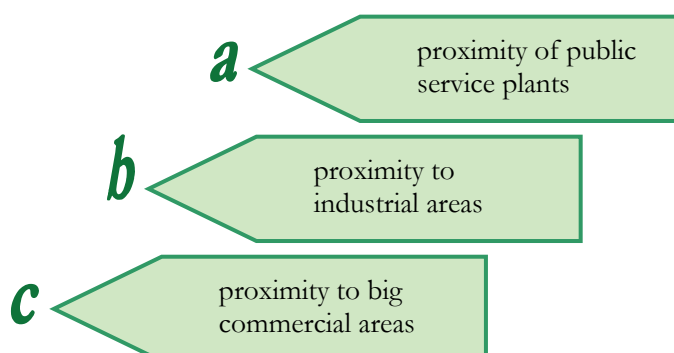 a
proximity of public
service plants
b
proximity to
industrial areas
c
proximity to big
commercial areas